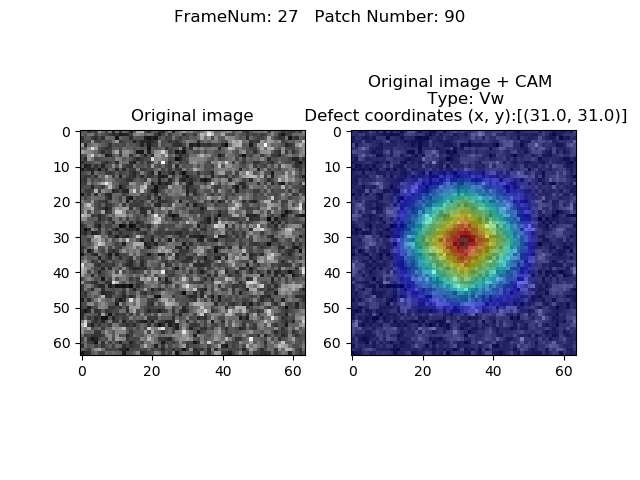 FrameNum: 27   Patch Number: 90
Original image
0
10
20
30
40
50
60
0 20 40 60
Original image + CAM
Type: Vw
Defect coordinates (x, y):[(31.0, 31.0)]
0
10
20
30
40
50
60
0 20 40 60